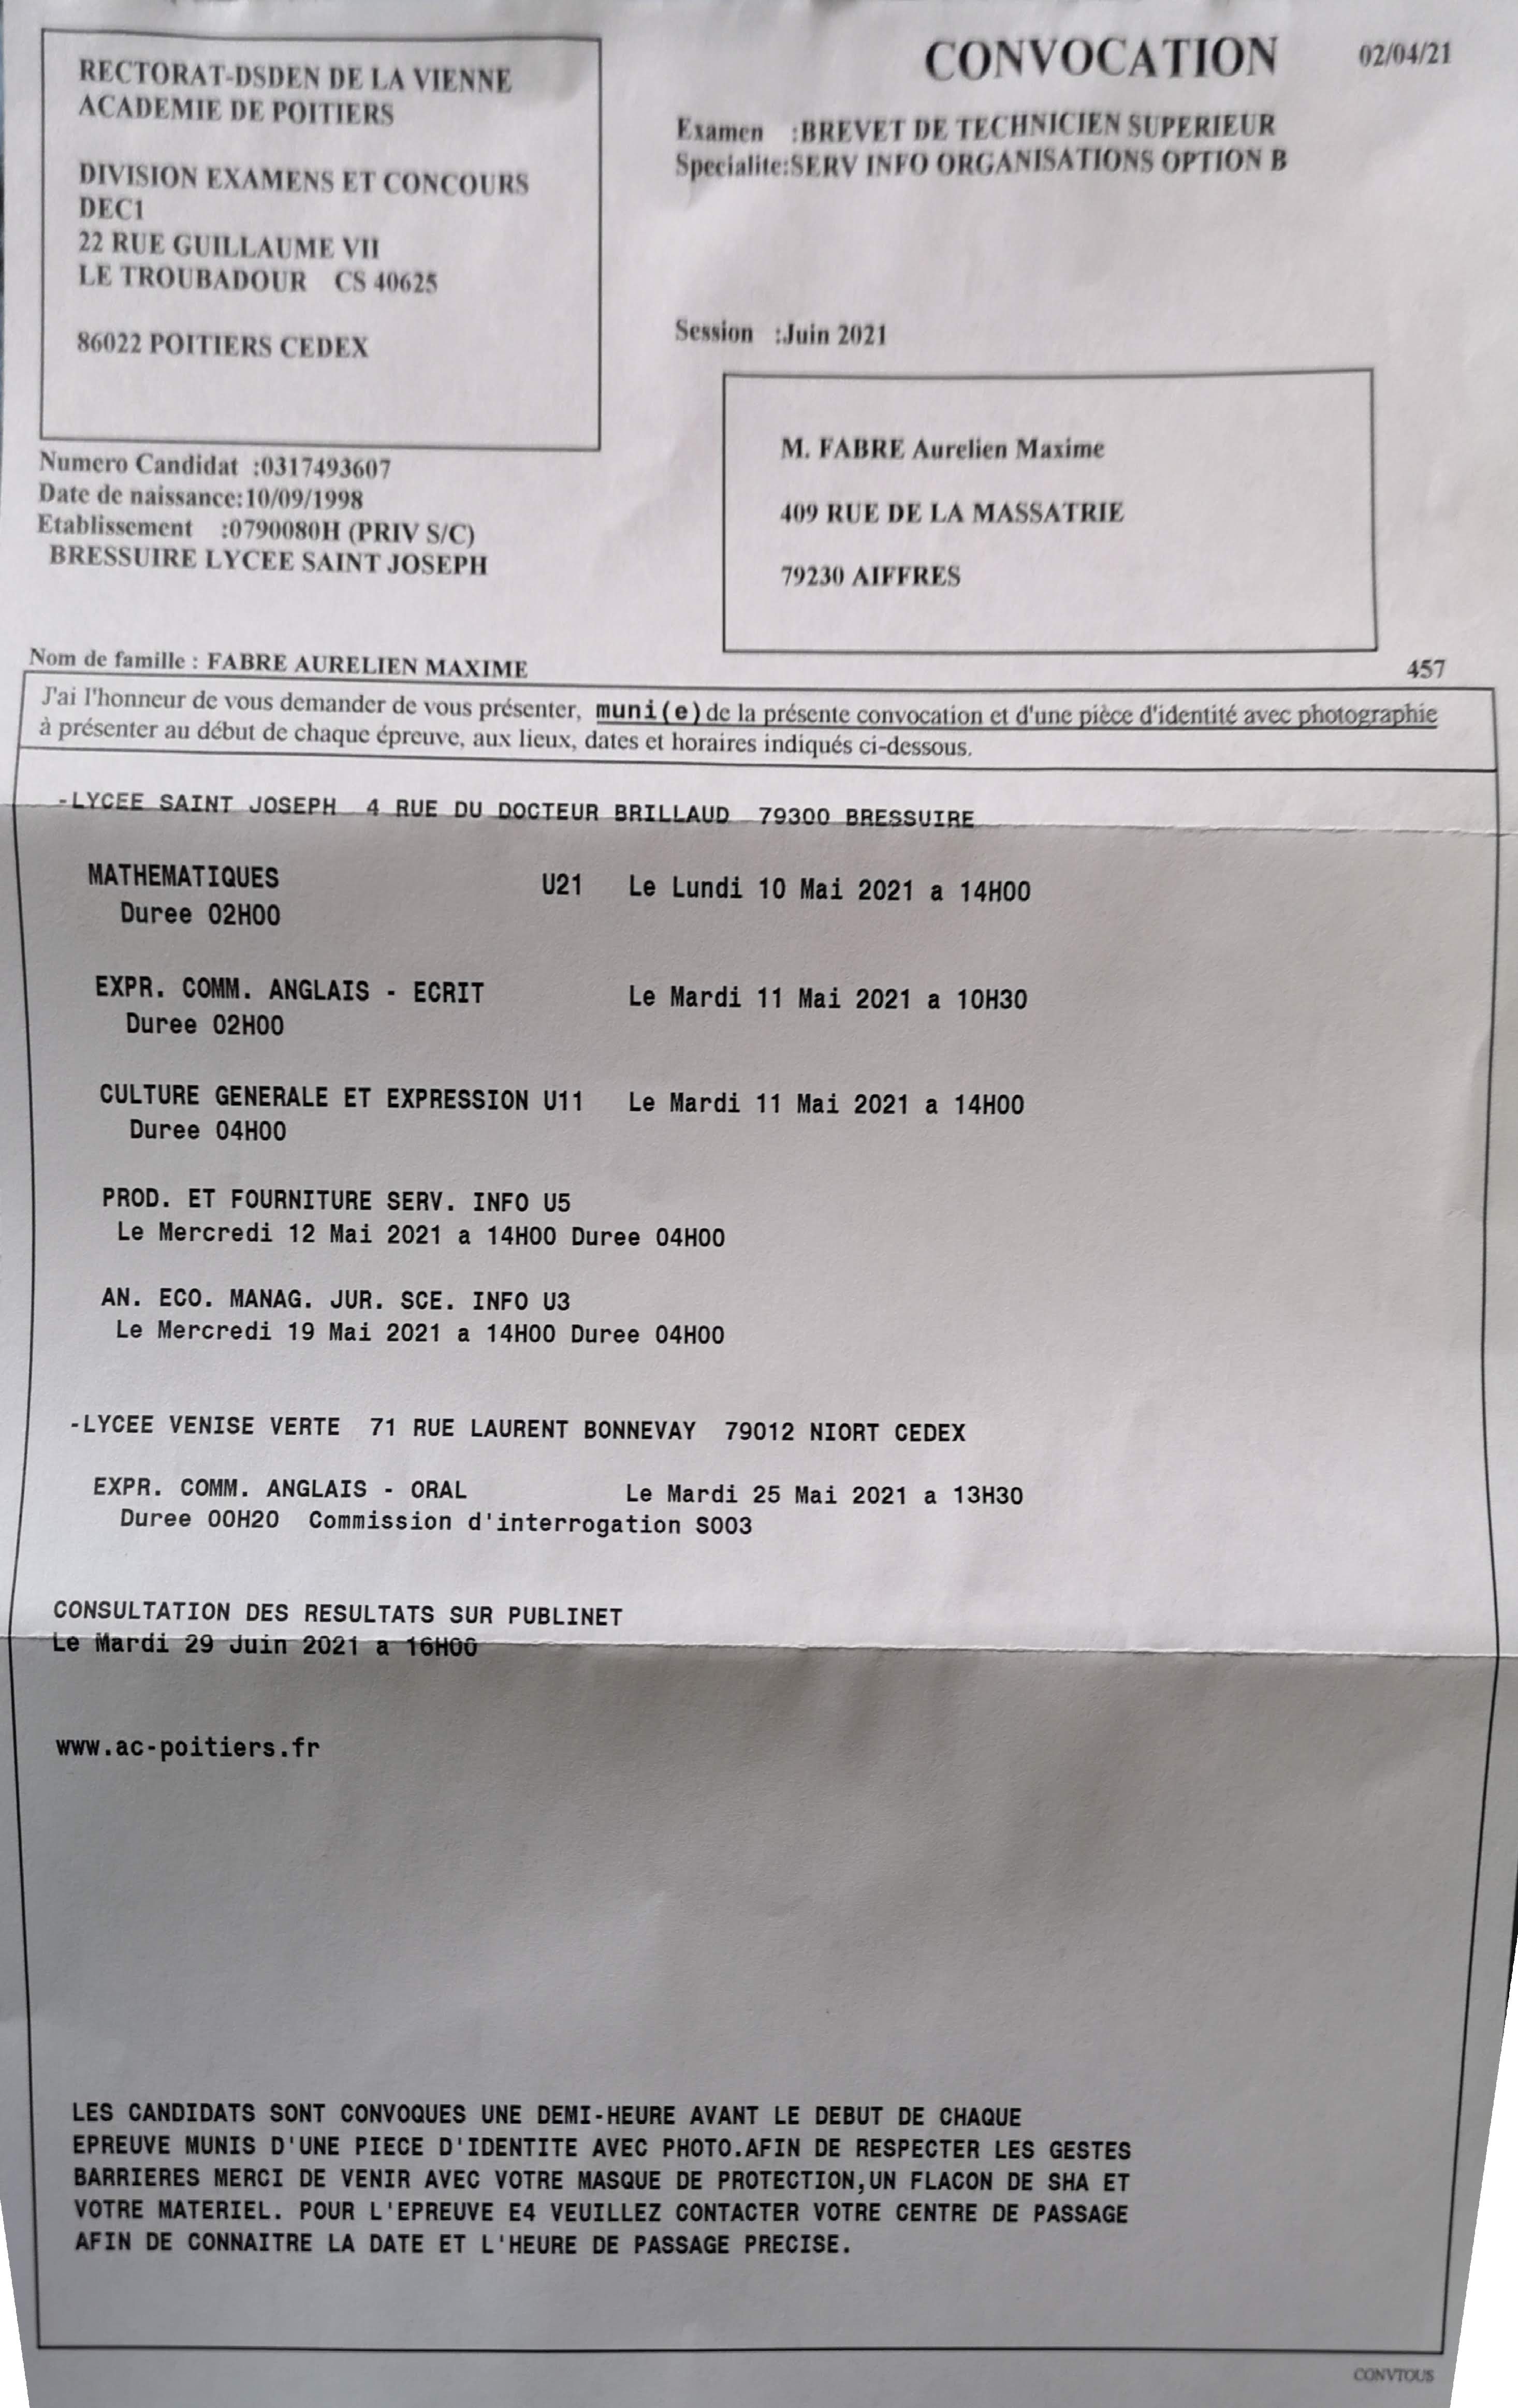 RECTORAT-DSDEN DE LA VIENNE
ACADEMIE DE POITIERS
DIVISION EXAMENS ET CONCOURS
DEC1
22 RUE GUILLAUME VII
LE TROUBADOUR CS 40625
86022 POITIERS CEDEX
CONVOCATION 02/04/21
Examen :BREVET DE TECHNICIEN SUPERIEUR
Specialite:SERV INFO ORGANISATIONS OPTION B
Session :Juin 2021
Numero Candidat :0317493607
Date de naissance:10/09/1998
Etablissement :0790080H (PRIV S/C)
BRESSUIRE LYCEE SAINT JOSEPH
M. FABRE Aurelien Maxime
409 RUE DE LA MASSATRIE
79230 AIFFRES
Nom de famille : FABRE AURELIEN MAXIME 457
J'ai l'honneur de vous demander de vous présenter, muni(e) de la présente convocation et d'une pièce d'identité avec photographie
à présenter au début de chaque épreuve, aux lieux, dates et horaires indiqués ci-dessous.
-LYCEE SAINT JOSEPH 4 RUE DU DOCTEUR BRILLAUD 79300 BRESSUIRE
MATHEMATIQUES U21 Le Lundi 10 Mai 2021 a 14H00
Duree 02H00
EXPR. COMM. ANGLAIS - ECRIT Le Mardi 11 Mai 2021 a 10H30
Duree 02H00
CULTURE GENERALE ET EXPRESSION U11 Le Mardi 11 Mai 2021 a 14H00
Duree 04H00
PROD. ET FOURNITURE SERV. INFO U5
Le Mercredi 12 Mai 2021 a 14H00 Duree 04H00
AN. ECO. MANAG. JUR. SCE. INFO U3
Le Mercredi 19 Mai 2021 a 14H00 Duree 04H00
-LYCEE VENISE VERTE 71 RUE LAURENT BONNEVAY 79012 NIORT CEDEX
EXPR. COMM. ANGLAIS - ORAL Le Mardi 25 Mai 2021 a 13H30
Duree 00H20 Commission d'interrogation S003
CONSULTATION DES RESULTATS SUR PUBLINET
Le Mardi 29 Juin 2021 a 16H00
www.ac-poitiers.fr
LES CANDIDATS SONT CONVOQUES UNE DEMI-HEURE AVANT LE DEBUT DE CHAQUE
EPREUVE MUNIS D'UNE PIECE D'IDENTITE AVEC PHOTO.AFIN DE RESPECTER LES GESTES
BARRIERES MERCI DE VENIR AVEC VOTRE MASQUE DE PROTECTION,UN FLACON DE SHA ET
VOTRE MATERIEL. POUR L'EPREUVE E4 VEUILLEZ CONTACTER VOTRE CENTRE DE PASSAGE
AFIN DE CONNAITRE LA DATE ET L'HEURE DE PASSAGE PRECISE.
CONVTOUS